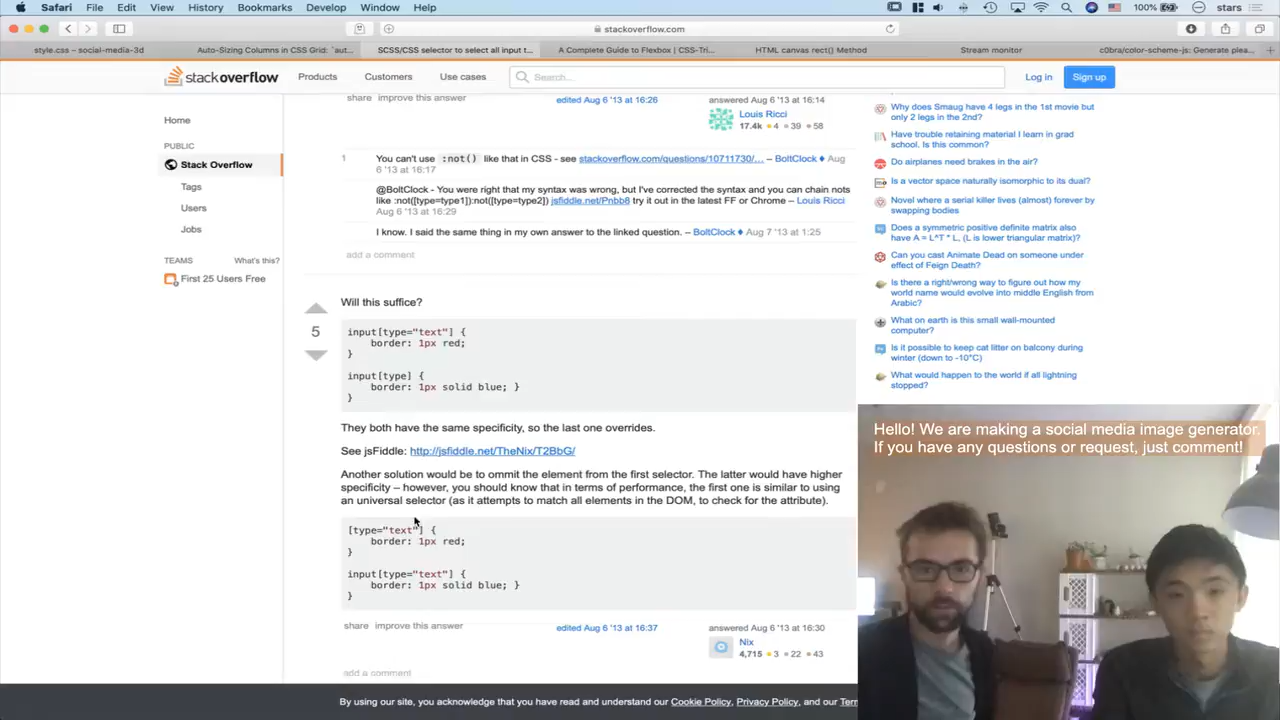 Safari File Edit View History Bookmarks Develop Window Help 100% stars
stackoverflow.com
style.css – social-media-3d
Auto-Sizing Columns in CSS Grid: `aut...
SCSS/CSS selector to select all input t...
A Complete Guide to Flexbox | CSS-Tri...
HTML canvas rect() Method
Stream monitor
c0bra/color-scheme-js: Generate plea...
stackoverflow
Products
Customers
Use cases
Search...
Log in
Sign up
Home
PUBLIC
Stack Overflow
Tags
Users
Jobs
TEAMS What's this?
First 25 Users Free
share improve this answer
edited Aug 6 '13 at 16:26
answered Aug 6 '13 at 16:14
Louis Ricci
17.4k 4 39 58
1
You can't use :not() like that in CSS - see stackoverflow.com/questions/10711730/... – BoltClock ♦ Aug
6 '13 at 16:17
@BoltClock - You were right that my syntax was wrong, but I've corrected the syntax and you can chain nots
like :not([type=type1]):not([type=type2]) jsfiddle.net/Pnbb8 try it out in the latest FF or Chrome – Louis Ricci
Aug 6 '13 at 16:29
I know. I said the same thing in my own answer to the linked question. – BoltClock ♦ Aug 7 '13 at 1:25
add a comment
5
Will this suffice?
input[type="text"] {
border: 1px red;
}
input[type] {
border: 1px solid blue; }
}
They both have the same specificity, so the last one overrides.
See jsFiddle: http://jsfiddle.net/TheNix/T2BbG/
Another solution would be to ommit the element from the first selector. The latter would have higher
specificity – however, you should know that in terms of performance, the first one is similar to using
an universal selector (as it attempts to match all elements in the DOM, to check for the attribute).
[type="text"] {
border: 1px red;
}
input[type="text"] {
border: 1px solid blue; }
}
share improve this answer
edited Aug 6 '13 at 16:37
answered Aug 6 '13 at 16:30
Nix
4,715 3 22 43
add a comment
By using our site, you acknowledge that you have read and understand our Cookie Policy, Privacy Policy, and our
Why does Smaug have 4 legs in the 1st movie but
only 2 legs in the 2nd?
Have trouble retaining material I learn in grad
school. Is this common?
Do airplanes need brakes in the air?
Is a vector space naturally isomorphic to its dual?
Novel where a serial killer lives (almost) forever by
swapping bodies
Does a symmetric positive definite matrix also
have A = L^T * L, (L is lower triangular matrix)?
Can you cast Animate Dead on someone under
effect of Feign Death?
Is there a right/wrong way to figure out how my
world name would evolve into middle English from
Arabic?
What on earth is this small wall-mounted
computer?
Is it possible to keep cat litter on balcony during
winter (down to -10°C)
What would happen to the world if all lightning
stopped?
Hello! We are making a social media image generator.
If you have any questions or request, just comment!